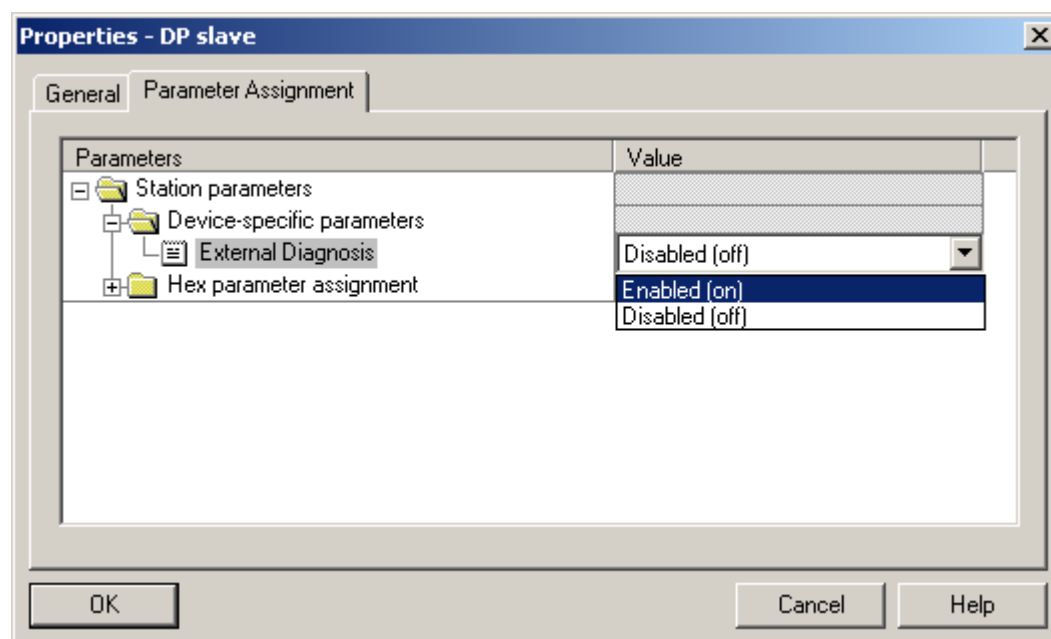 Properties - DP slave
General Parameter Assignment
Parameters Value
Station parameters
Device-specific parameters
External Diagnosis Disabled (off)
Hex parameter assignment Enabled (on)
Disabled (off)
OK Cancel Help